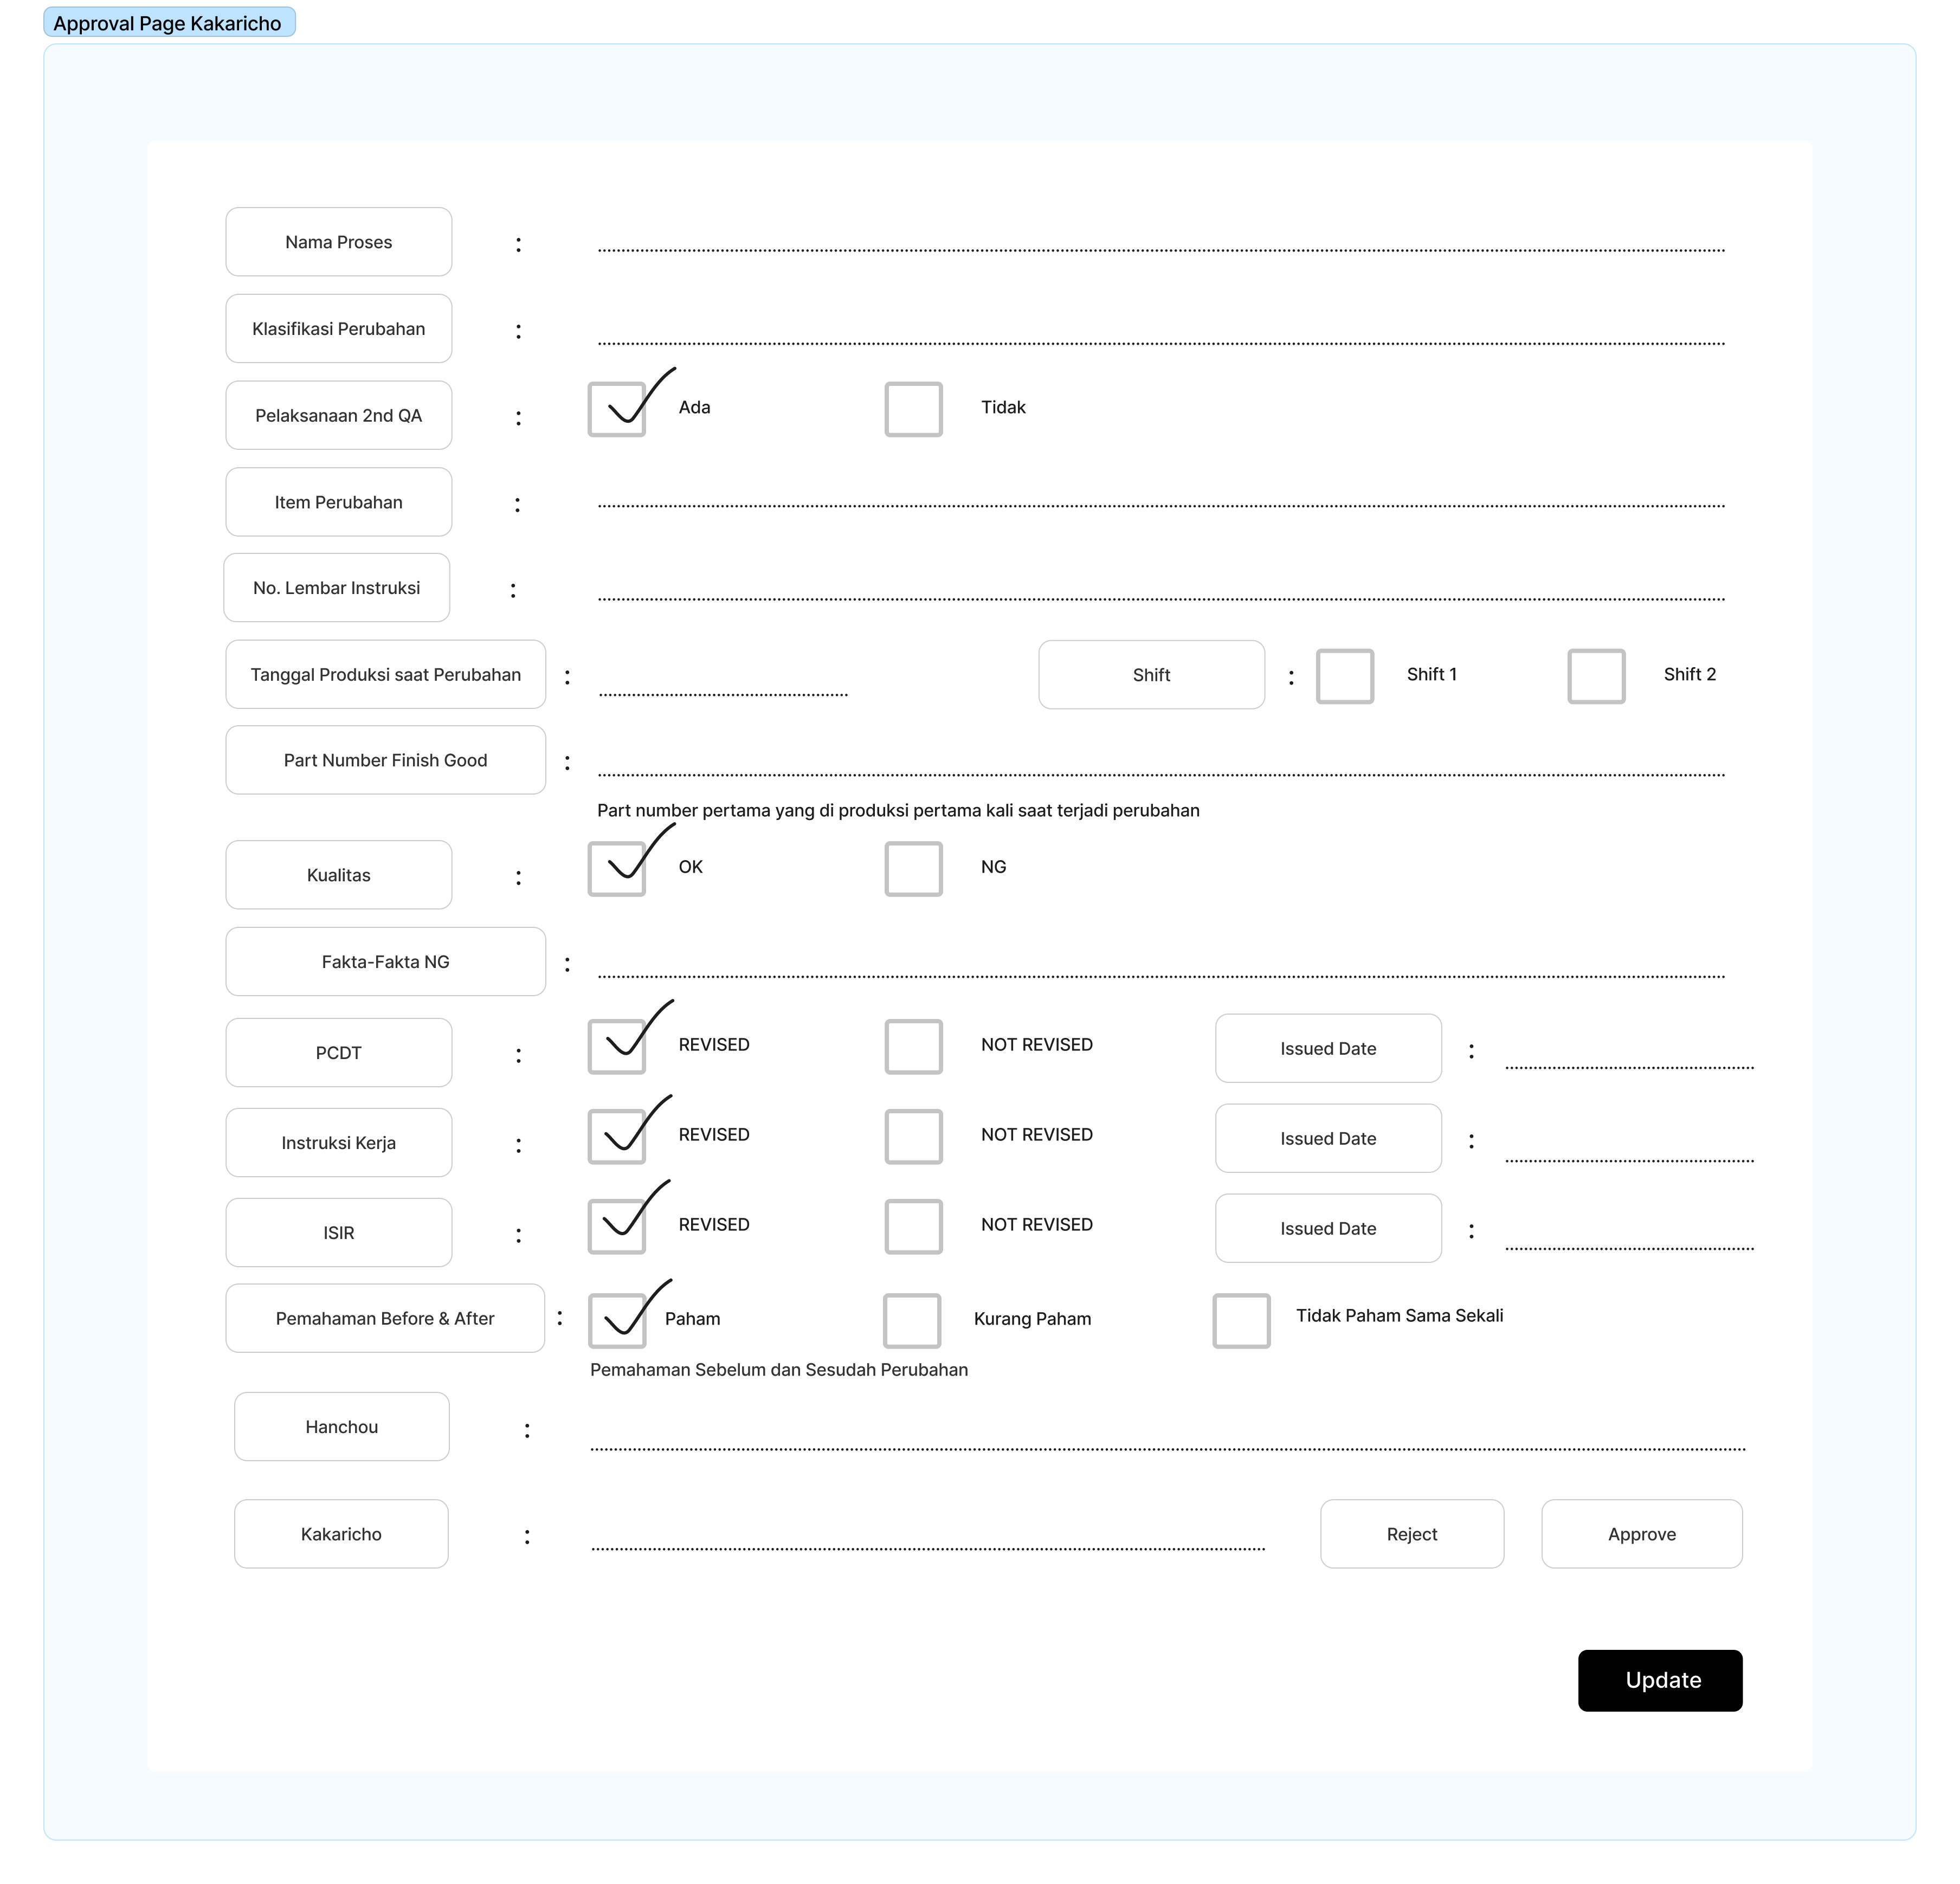 Approval Page Kakaricho
Nama Proses :
Klasifikasi Perubahan :
Pelaksanaan 2nd QA : Ada Tidak
Item Perubahan :
No. Lembar Instruksi :
Tanggal Produksi saat Perubahan : Shift : Shift 1 Shift 2
Part Number Finish Good :
Part number pertama yang di produksi pertama kali saat terjadi perubahan
Kualitas : OK NG
Fakta-Fakta NG :
PCDT : REVISED NOT REVISED Issued Date :
Instruksi Kerja : REVISED NOT REVISED Issued Date :
ISIR : REVISED NOT REVISED Issued Date :
Pemahaman Before & After : Paham Kurang Paham Tidak Paham Sama Sekali
Pemahaman Sebelum dan Sesudah Perubahan
Hanchou :
Kakaricho : Reject Approve
Update